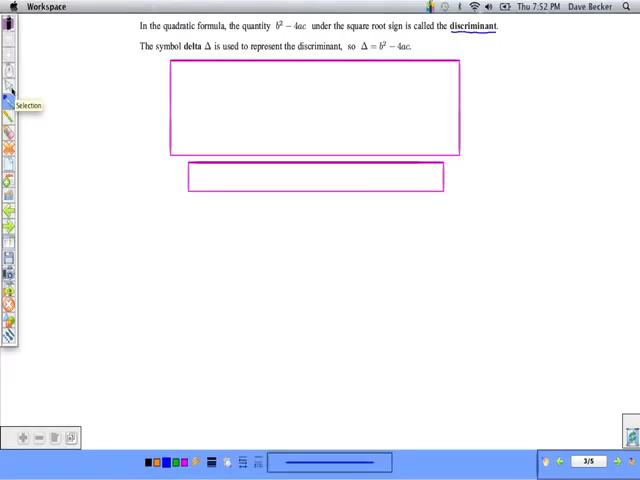 Workspace
Thu 7:52 PM Dave Becker
In the quadratic formula, the quantity b² − 4ac under the square root sign is called the discriminant.
The symbol delta Δ is used to represent the discriminant, so Δ = b² − 4ac.
Selection
3/5